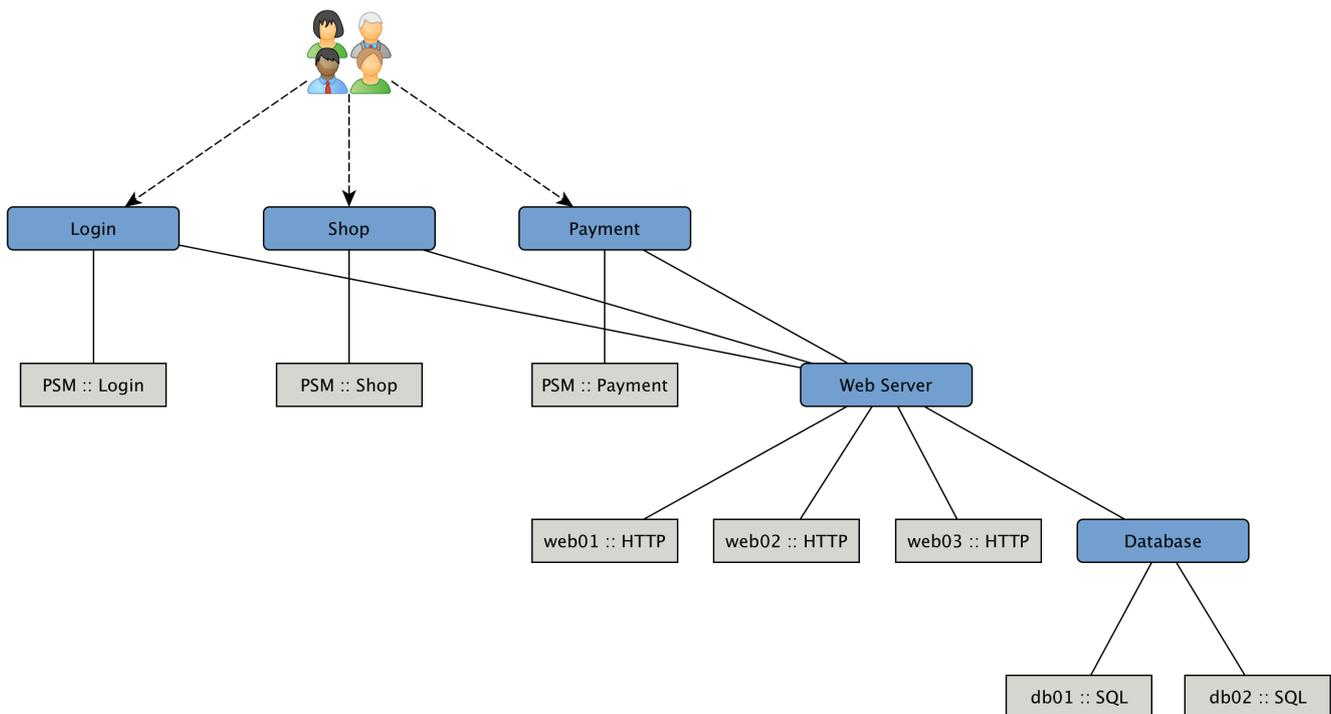 Login
Shop
Payment
PSM :: Login
PSM :: Shop
PSM :: Payment
Web Server
web01 :: HTTP
web02 :: HTTP
web03 :: HTTP
Database
db01 :: SQL
db02 :: SQL